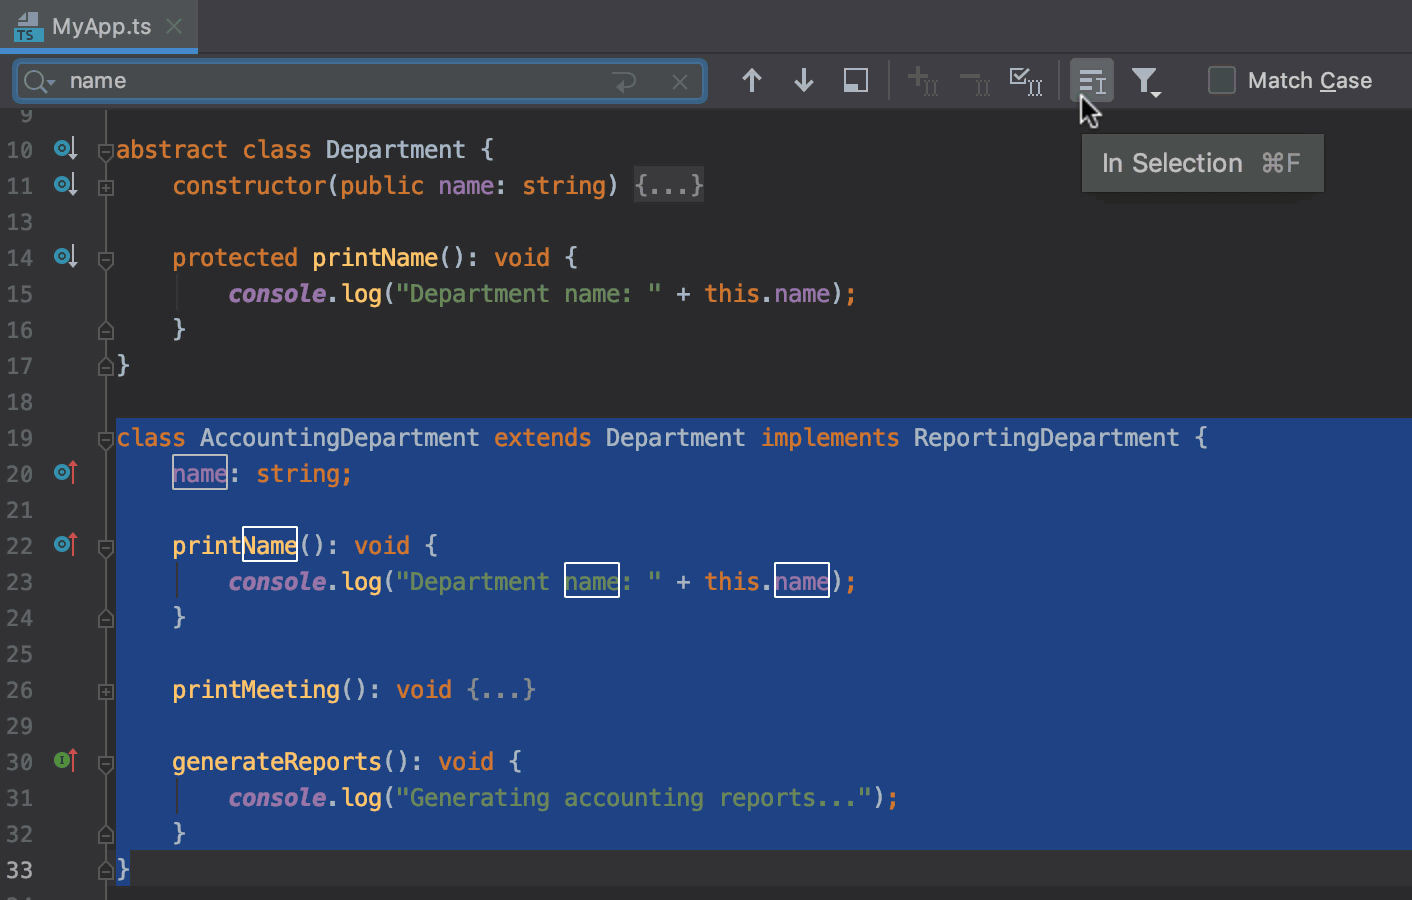 TS MyApp.ts
name
Match Case
In Selection ⌘F
9
10 abstract class Department {
11     constructor(public name: string) {...}
13
14     protected printName(): void {
15         console.log("Department name: " + this.name);
16     }
17 }
18
19 class AccountingDepartment extends Department implements ReportingDepartment {
20     name: string;
21
22     printName(): void {
23         console.log("Department name: " + this.name);
24     }
25
26     printMeeting(): void {...}
29
30     generateReports(): void {
31         console.log("Generating accounting reports...");
32     }
33 }